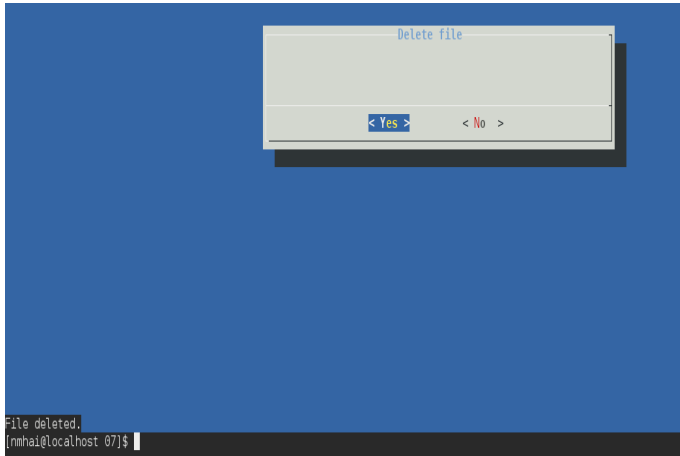 Delete file
< Yes > < No >
File deleted.
[nmhai@localhost 07]$